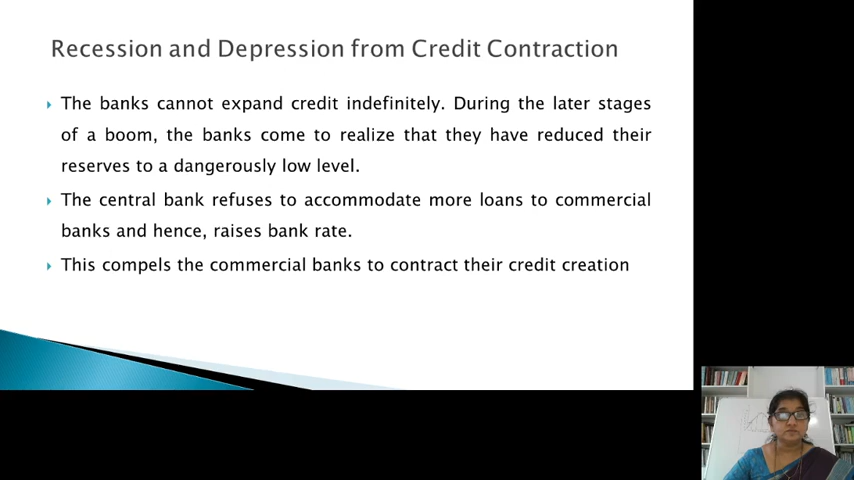 Recession and Depression from Credit Contraction
The banks cannot expand credit indefinitely. During the later stages
of a boom, the banks come to realize that they have reduced their
reserves to a dangerously low level.
The central bank refuses to accommodate more loans to commercial
banks and hence, raises bank rate.
This compels the commercial banks to contract their credit creation